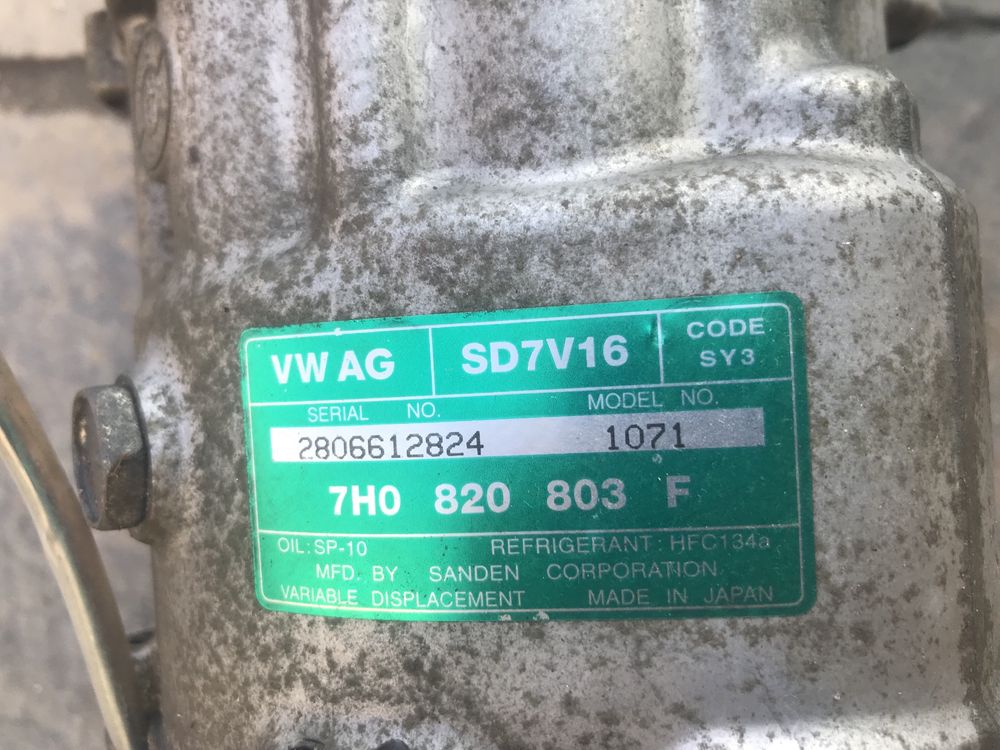 VW AG SD7V16 CODE SY3
SERIAL NO. MODEL NO.
2806612824 1071
7H0 820 803 F
OIL: SP-10 REFRIGERANT: HFC134a
MFD. BY SANDEN CORPORATION
VARIABLE DISPLACEMENT MADE IN JAPAN